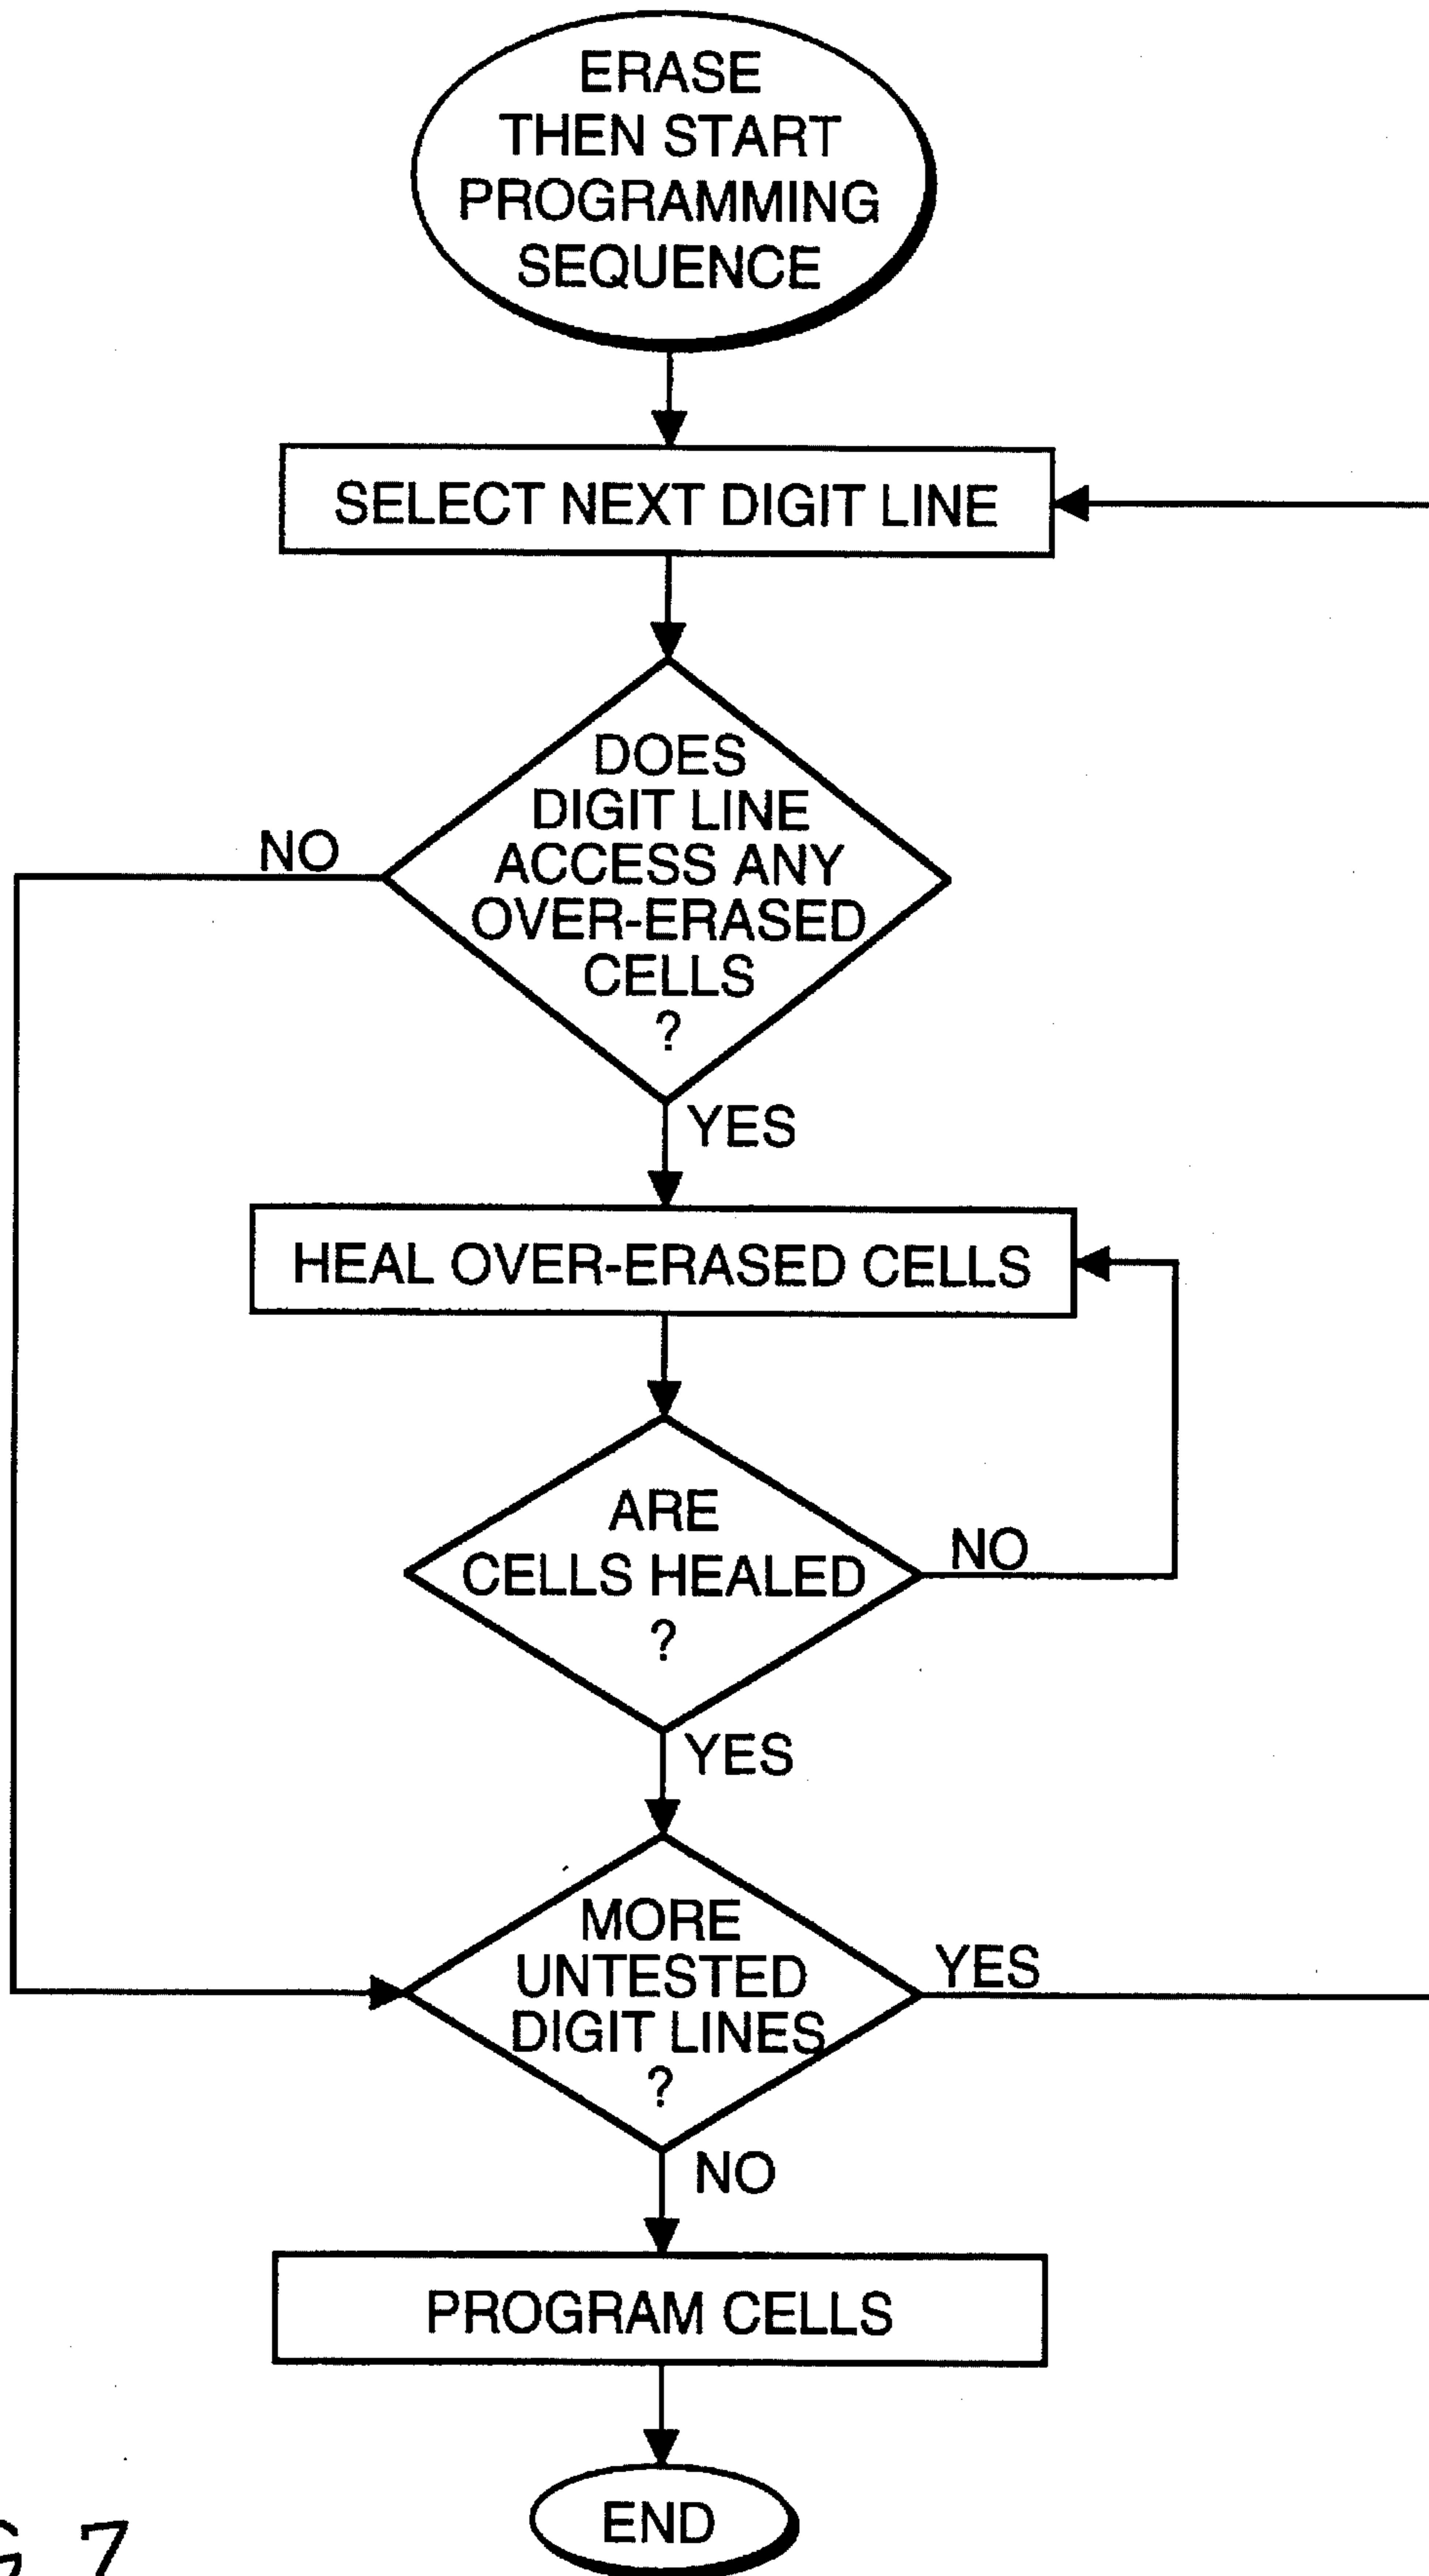 ERASE
THEN START
PROGRAMMING
SEQUENCE
SELECT NEXT DIGIT LINE
DOES
DIGIT LINE
ACCESS ANY
OVER-ERASED
CELLS
?
NO
YES
HEAL OVER-ERASED CELLS
ARE
CELLS HEALED
?
NO
YES
MORE
UNTESTED
DIGIT LINES
?
YES
NO
PROGRAM CELLS
END
G 7